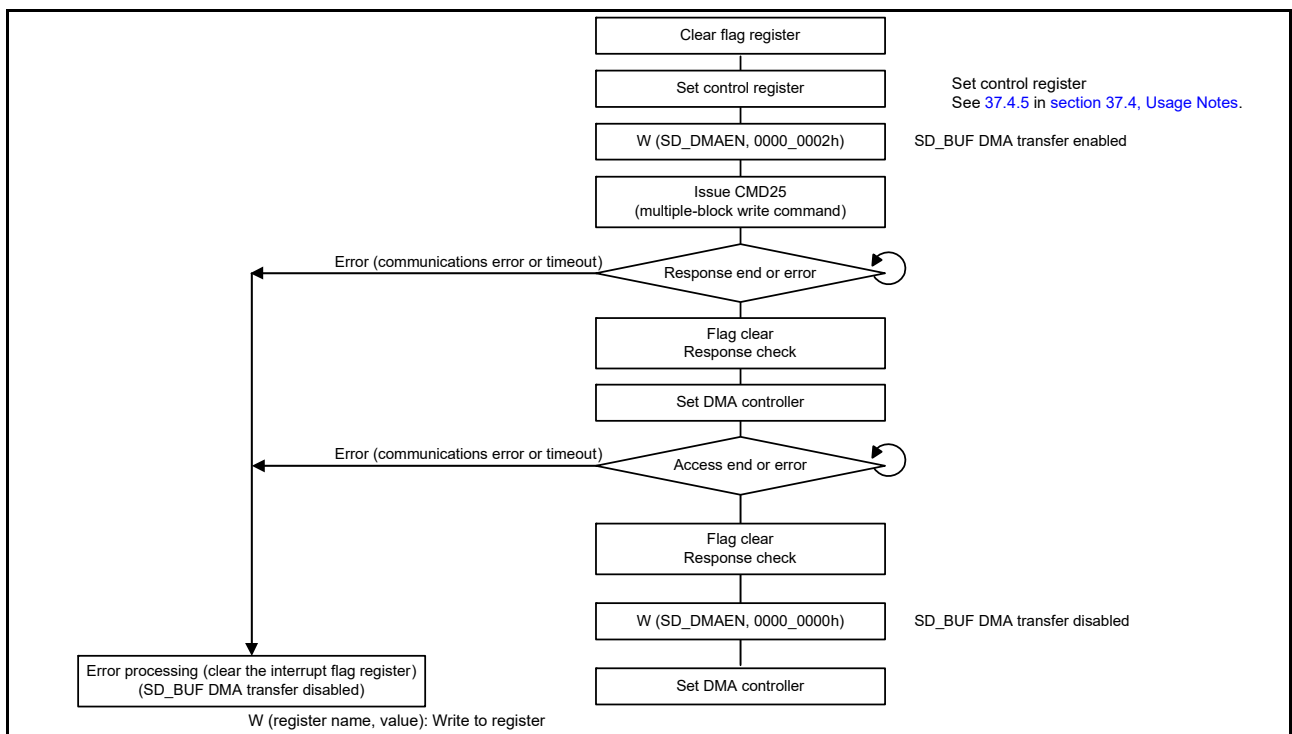 Clear flag register
Set control register
Set control register
See 37.4.5 in section 37.4, Usage Notes.
W (SD_DMAEN, 0000_0002h)
SD_BUF DMA transfer enabled
Issue CMD25
(multiple-block write command)
Error (communications error or timeout)
Response end or error
Flag clear
Response check
Set DMA controller
Error (communications error or timeout)
Access end or error
Flag clear
Response check
W (SD_DMAEN, 0000_0000h)
SD_BUF DMA transfer disabled
Error processing (clear the interrupt flag register)
(SD_BUF DMA transfer disabled)
Set DMA controller
W (register name, value): Write to register